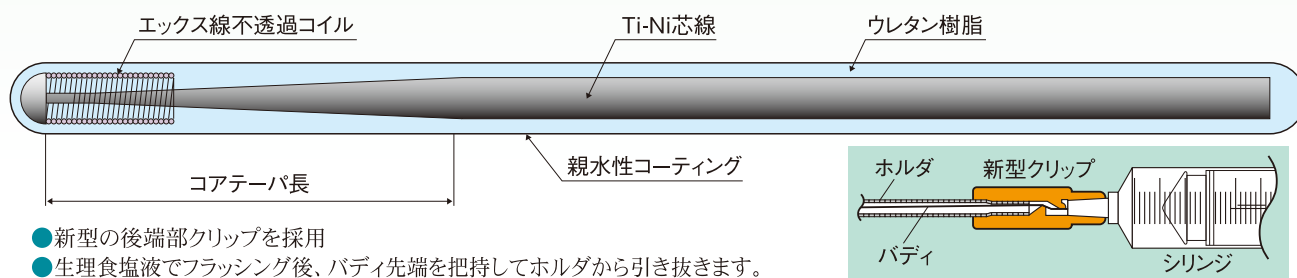 エックス線不透過コイル
Ti-Ni芯線
ウレタン樹脂
親水性コーティング
コアテーパ長
ホルダ
新型クリップ
バディ
シリンジ
●新型の後端部クリップを採用
●生理食塩液でフラッシング後、バディ先端を把持してホルダから引き抜きます。